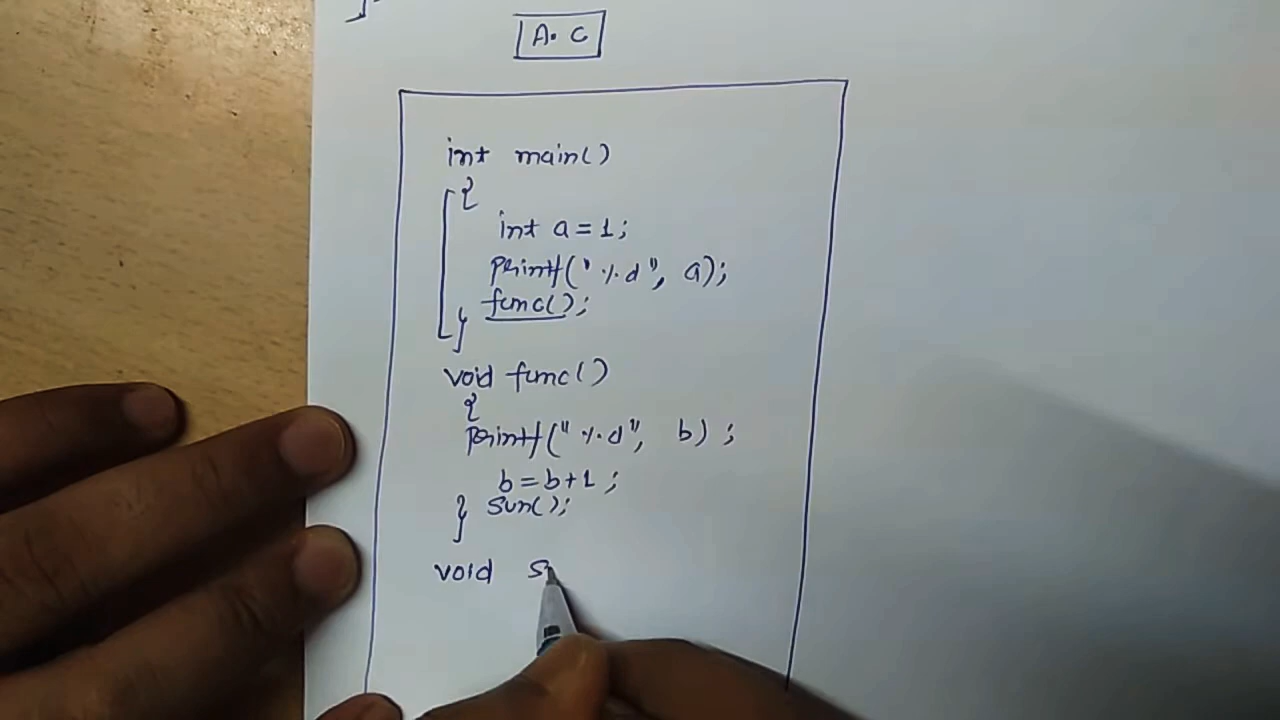 A.C
int main()
{
int a=1;
printf("%d", a);
func();
}
void func()
{
printf("%d", b);
b=b+1;
} sun();
void s